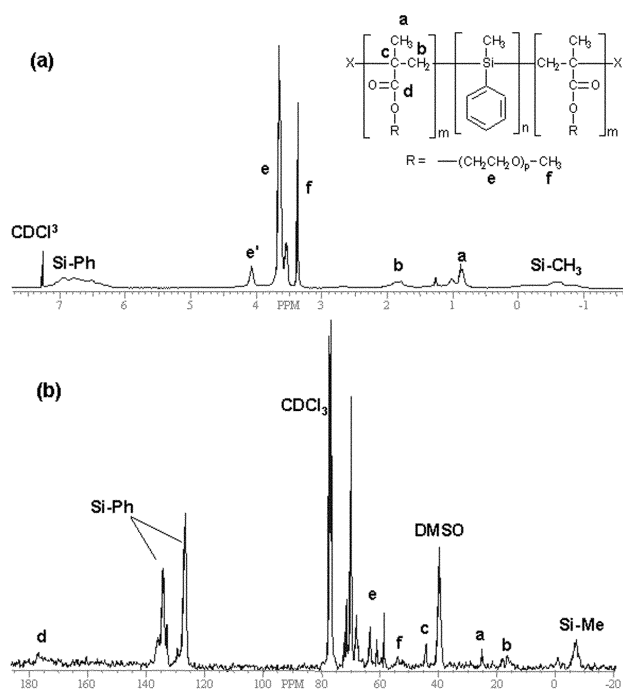 (a)
a
CH₃
c
b
CH₃
X
CH₂
Si
CH₂
X
O
d
O
O
O
R
R
m
n
m
R = —(CH₂CH₂O)p—CH₃
e
f
e
f
CDCl³
Si-Ph
e'
b
a
Si-CH₃
7 6 5 4 PPM 3 2 1 0 -1
(b)
CDCl₃
Si-Ph
DMSO
d
e
f
c
a
b
Si-Me
180 160 140 120 100 PPM 80 60 40 20 0 -20